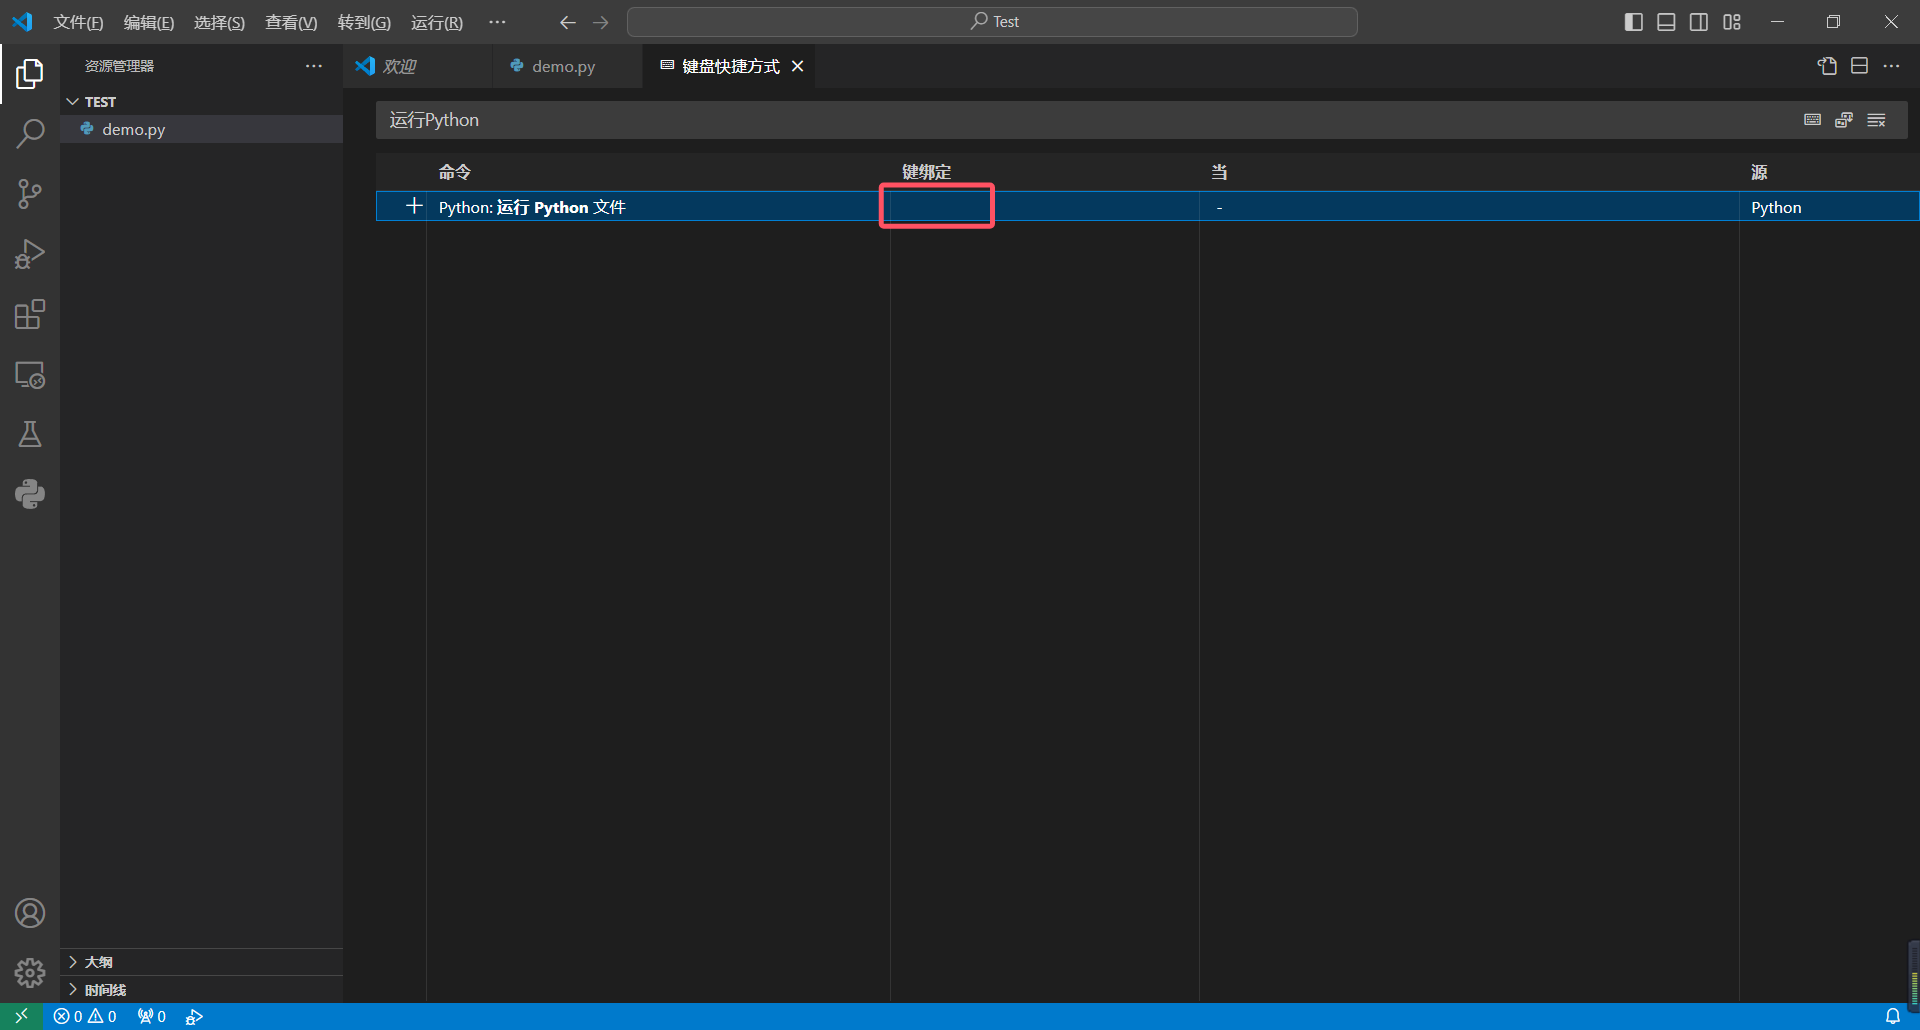 文件(F) 编辑(E) 选择(S) 查看(V) 转到(G) 运行(R) ··· Test
资源管理器 ···
欢迎 demo.py 键盘快捷方式
TEST
demo.py
运行Python
命令 键绑定 当 源
Python: 运行 Python 文件 - Python
大纲
时间线
0 0 0